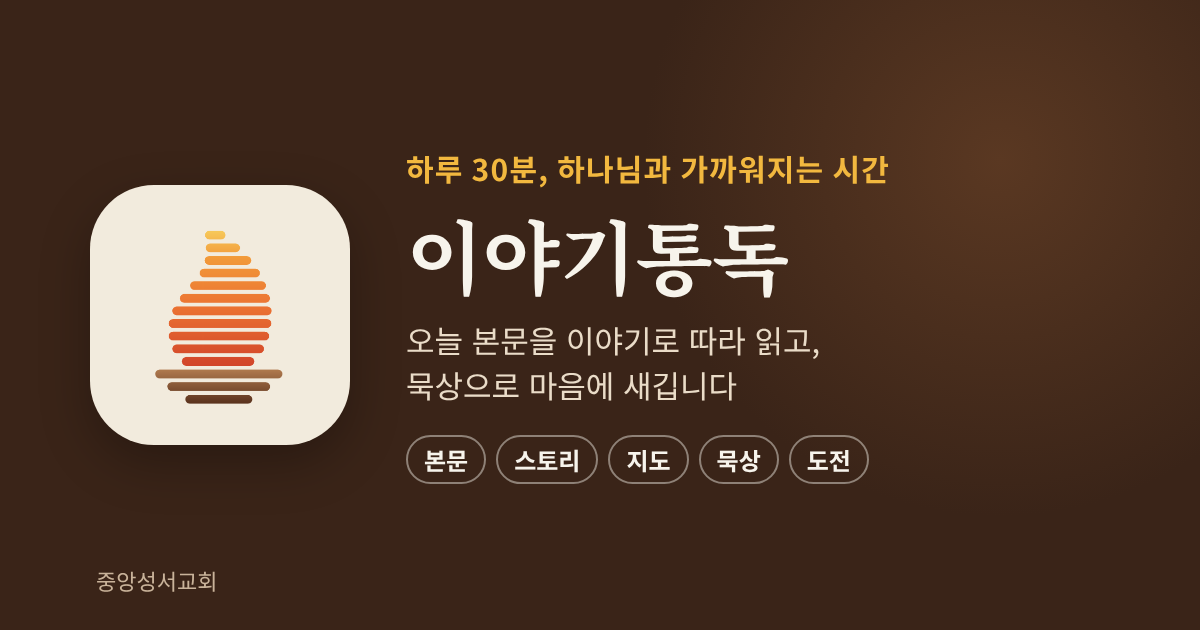 하루 30분, 하나님과 가까워지는 시간
이야기통독
오늘 본문을 이야기로 따라 읽고,
묵상으로 마음에 새깁니다
본문 스토리 지도 묵상 도전
중앙성서교회